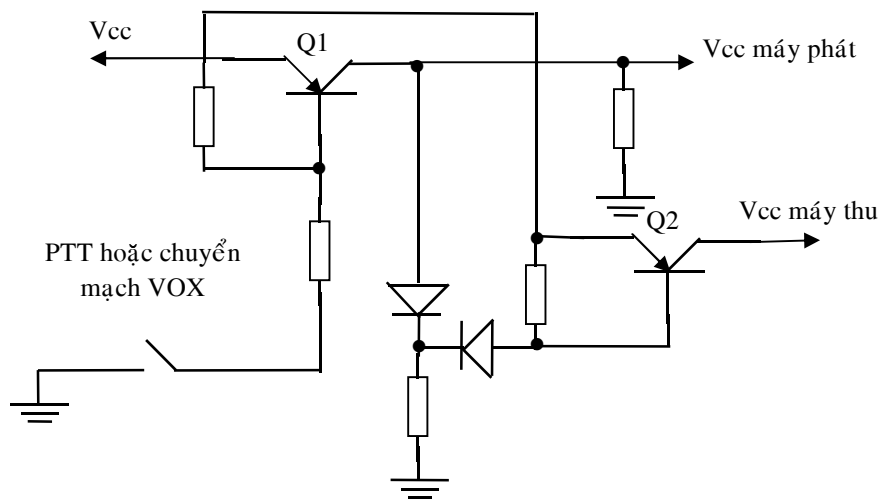 Vcc
Q1
Vcc máy phát
Q2
Vcc máy thu
PTT hoặc chuyển
mạch VOX